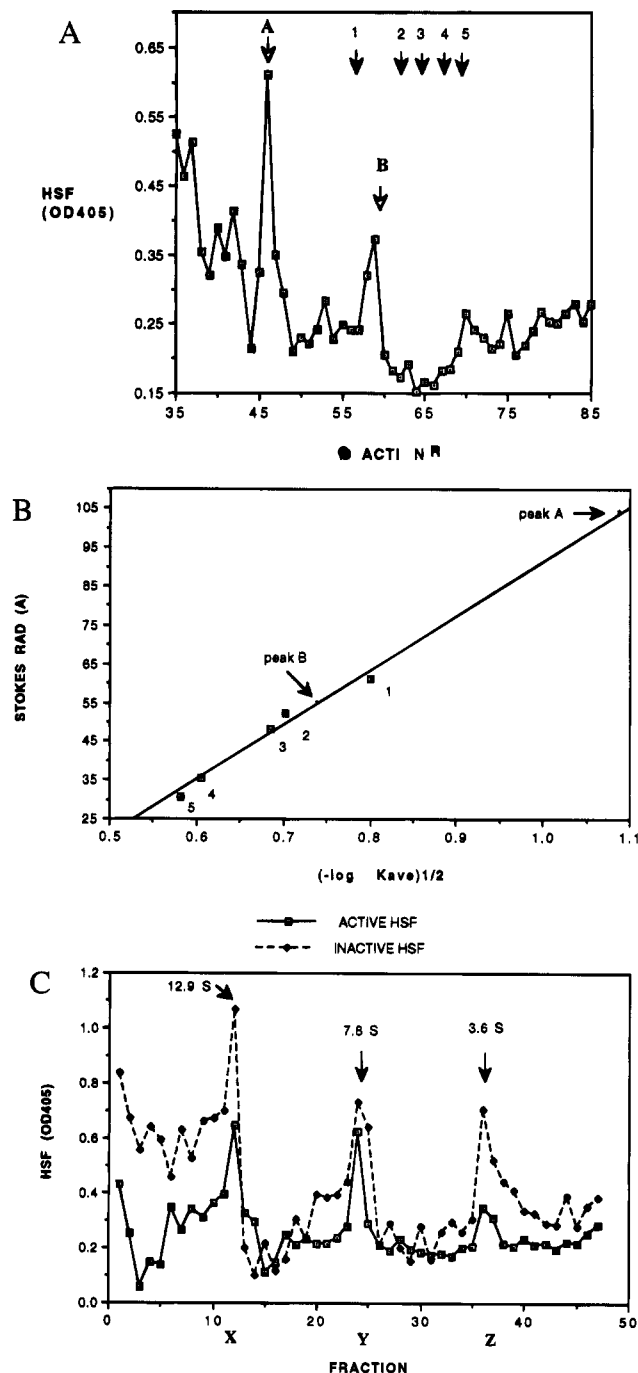 A
A
1 2 3 4 5
0.65
0.55
B
HSF
(OD405)
0.45
0.35
0.25
0.15
35 45 55 65 75 85
ACTI N R
B
105
95
85
75
65
55
45
35
25
STOKES RAD (A)
peak A
peak B
1
2
3
4
5
0.5 0.6 0.7 0.8 0.9 1.0 1.1
(-log Kave)1/2
ACTIVE HSF
INACTIVE HSF
C
1.2
1.0
0.8
0.6
0.4
0.2
0.0
HSF (OD405)
12.9 S
7.8 S
3.6 S
0 10 20 30 40 50
X Y Z
FRACTION